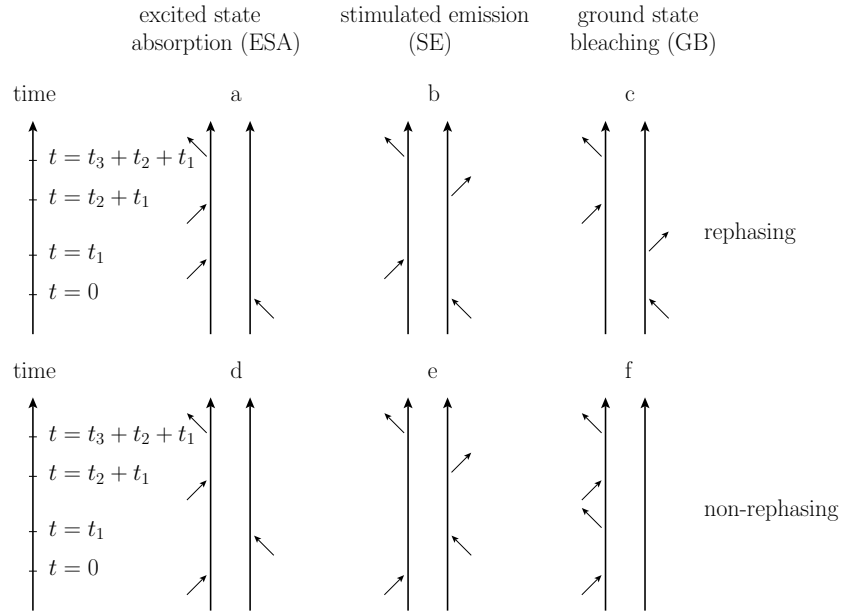 excited state
absorption (ESA)
stimulated emission
(SE)
ground state
bleaching (GB)
time
a
b
c
t = t₃ + t₂ + t₁
t = t₂ + t₁
t = t₁
t = 0
rephasing
time
d
e
f
t = t₃ + t₂ + t₁
t = t₂ + t₁
t = t₁
t = 0
non-rephasing